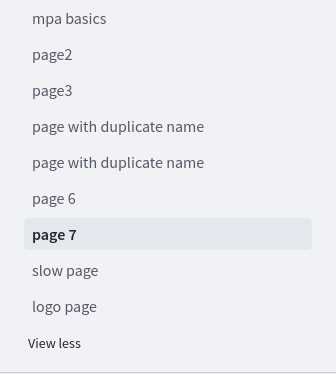 mpa basics
page2
page3
page with duplicate name
page with duplicate name
page 6
page 7
slow page
logo page
View less